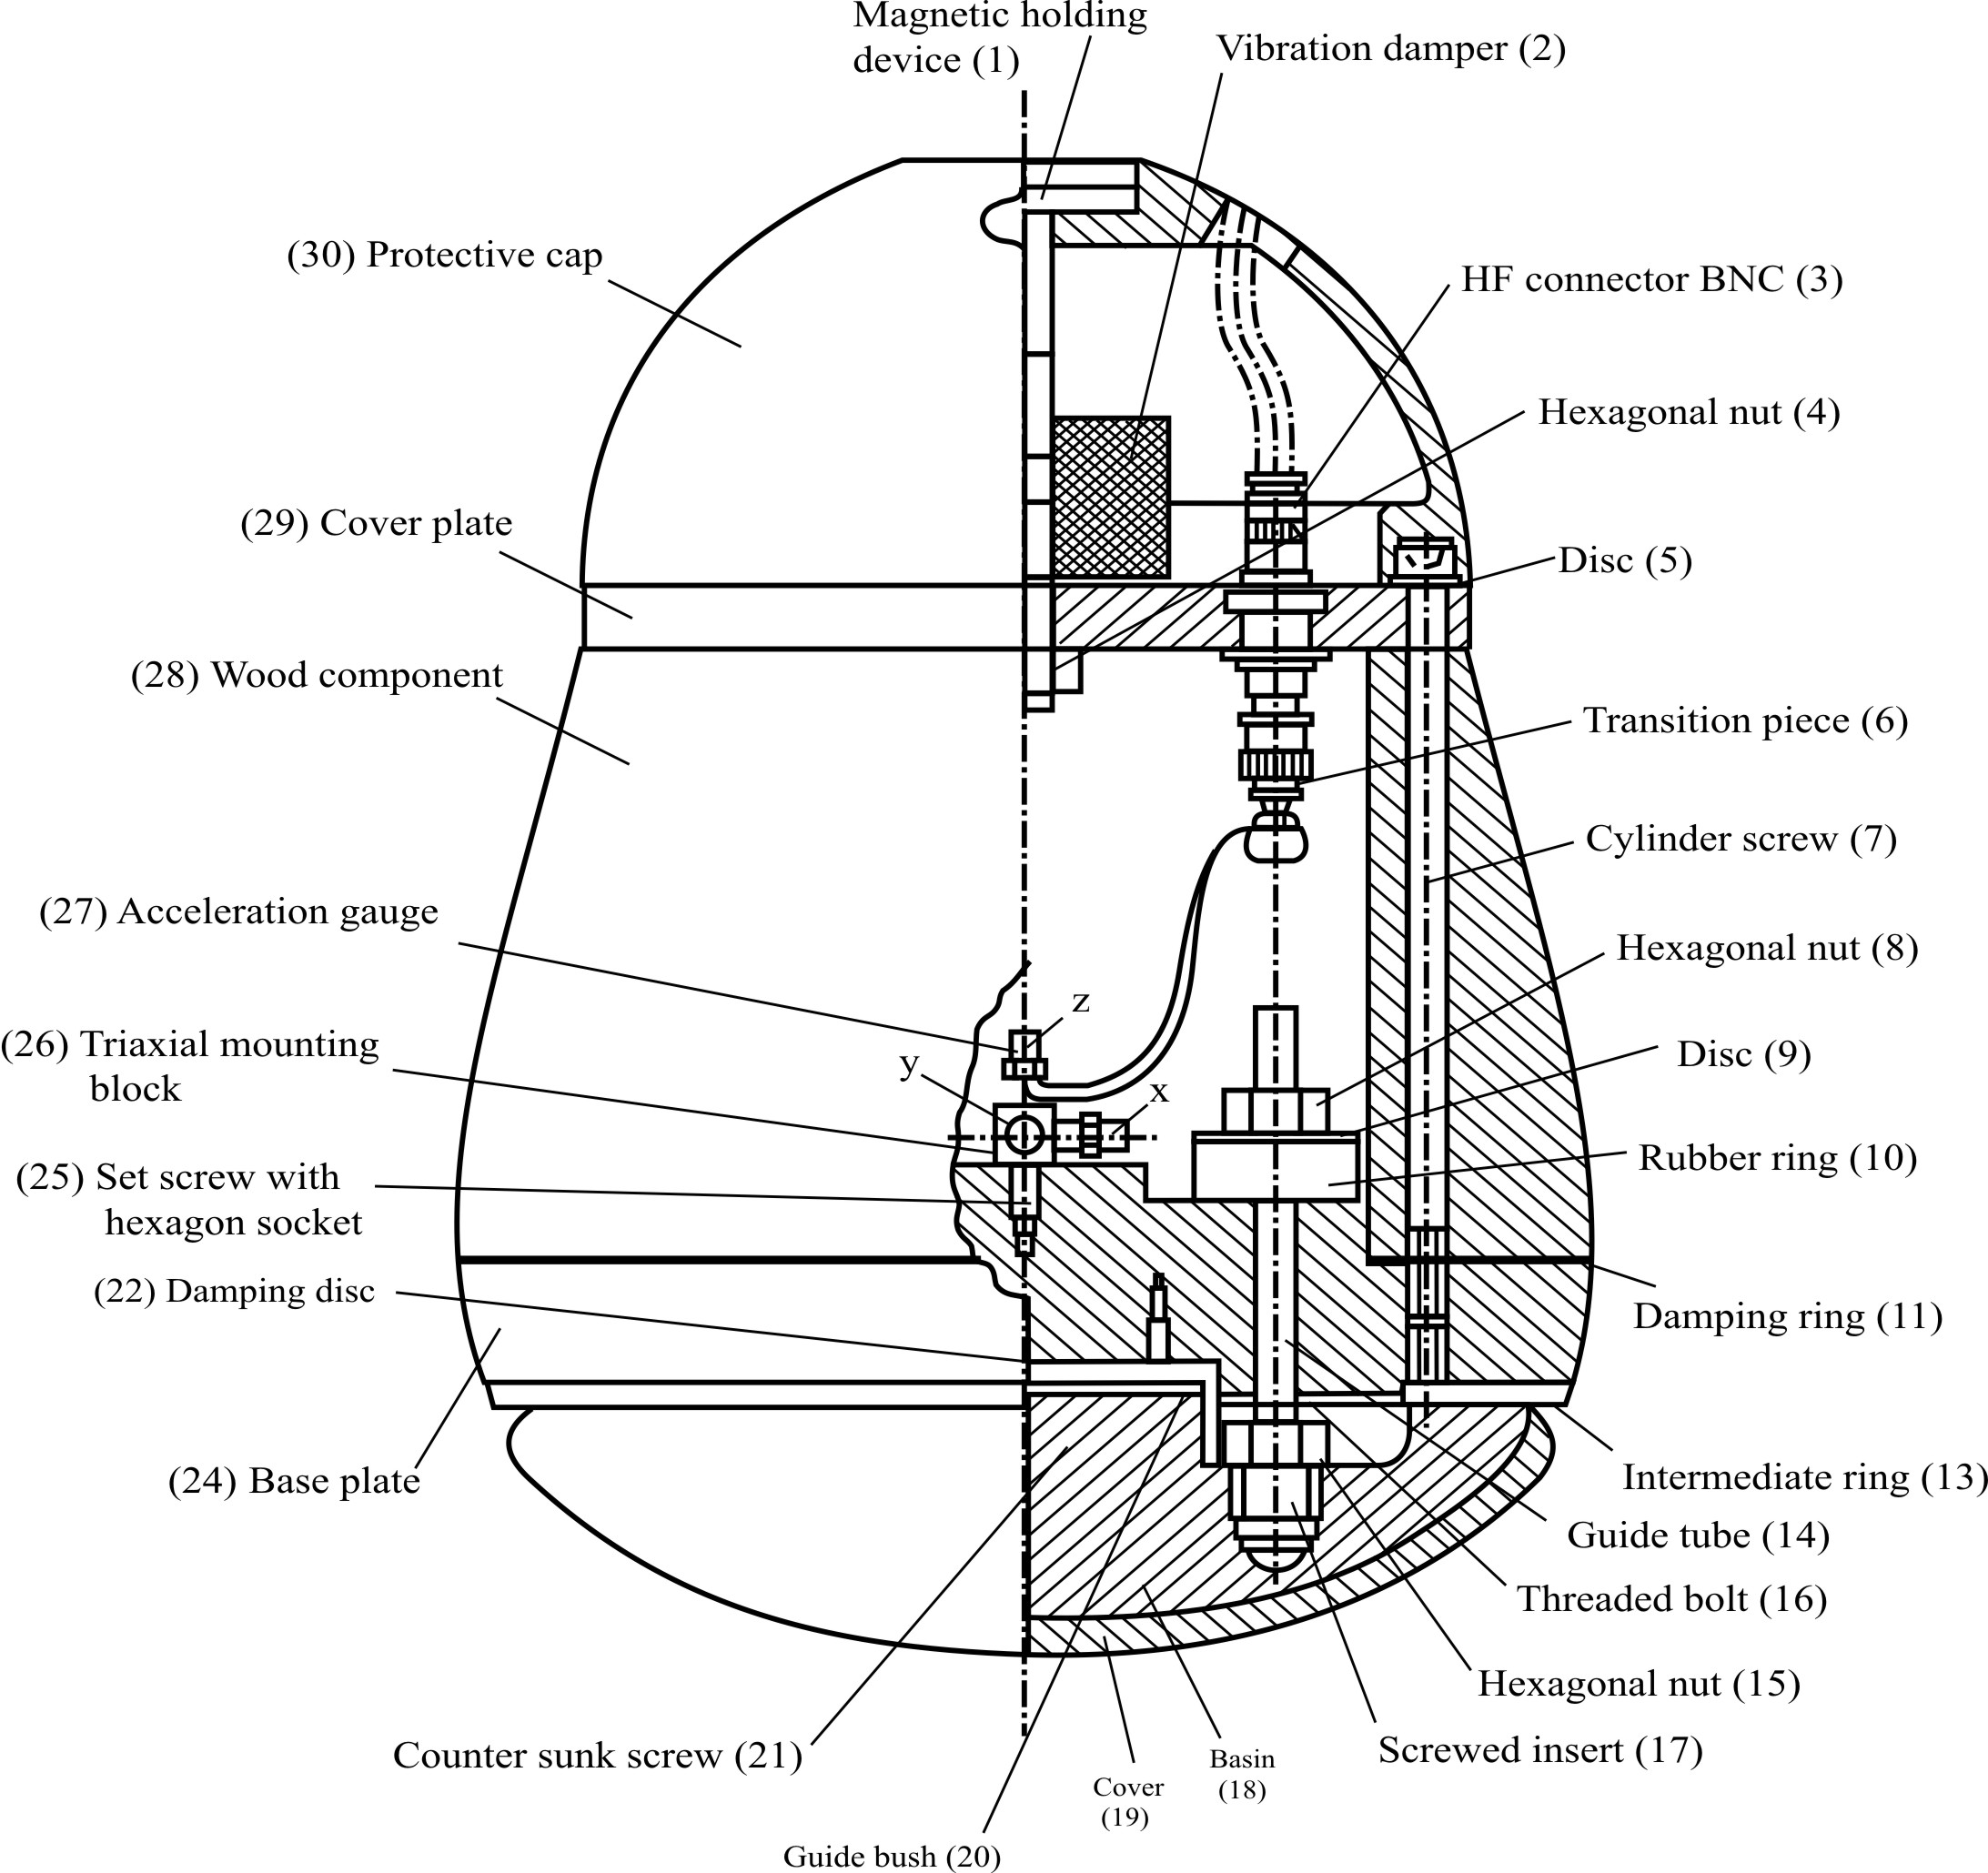 Magnetic holding
device (1)
Vibration damper (2)
(30) Protective cap
HF connector BNC (3)
Hexagonal nut (4)
(29) Cover plate
Disc (5)
(28) Wood component
Transition piece (6)
Cylinder screw (7)
(27) Acceleration gauge
Hexagonal nut (8)
z
(26) Triaxial mounting
block
y
x
Disc (9)
Rubber ring (10)
(25) Set screw with
hexagon socket
(22) Damping disc
Damping ring (11)
(24) Base plate
Intermediate ring (13)
Guide tube (14)
Threaded bolt (16)
Hexagonal nut (15)
Counter sunk screw (21)
Screwed insert (17)
Basin
(18)
Cover
(19)
Guide bush (20)